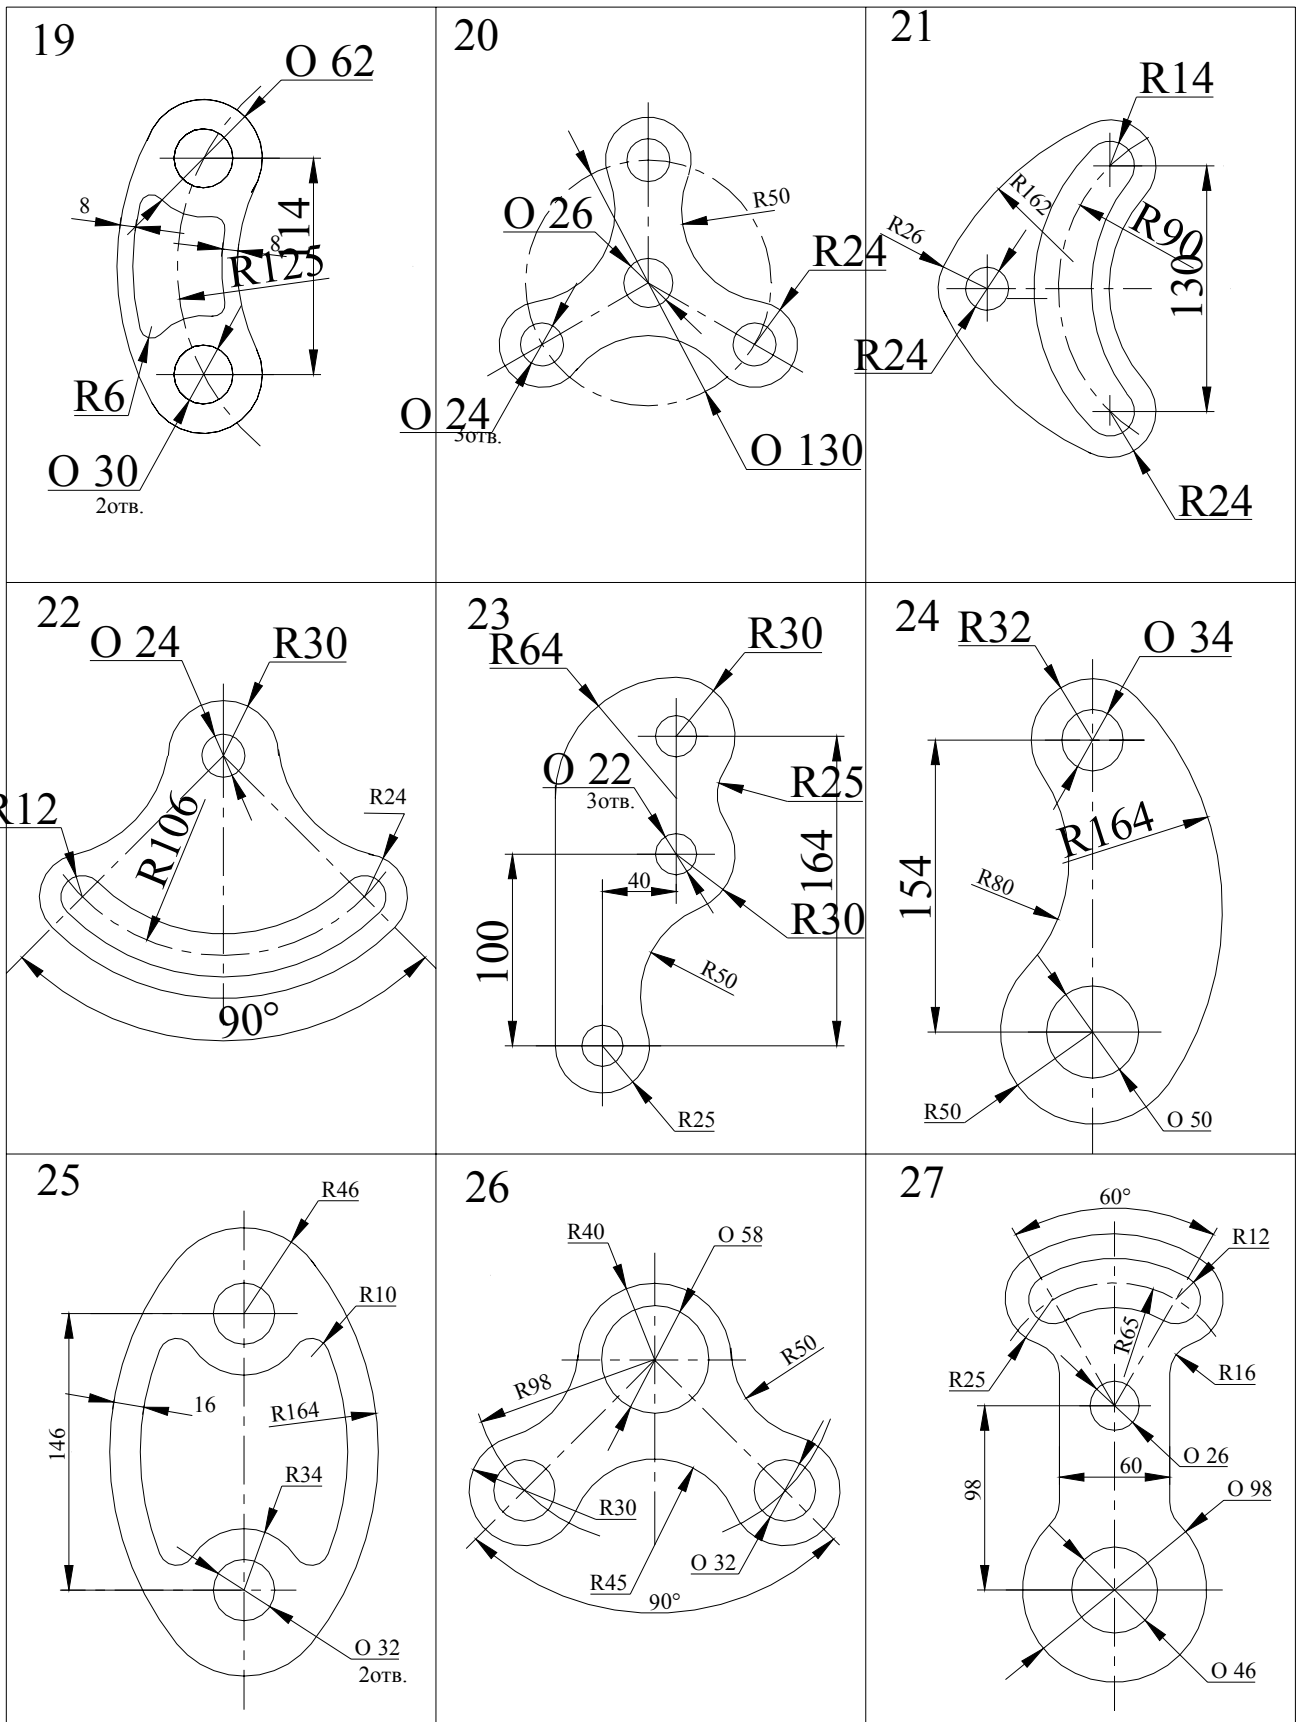 19
O 62
8
114
8
R125
R6
O 30
2отв.
20
R50
O 26
R24
O 24
3отв.
O 130
21
R14
R162
R26
R90
130
R24
R24
22
O 24
R30
R12
R106
R24
90°
23
R64
R30
O 22
3отв.
R25
164
40
R30
100
R50
R25
24
R32
O 34
R164
154
R80
R50
O 50
25
R46
R10
16
R164
146
R34
O 32
2отв.
26
R40
O 58
R50
R98
R30
O 32
R45
90°
27
60°
R12
R65
R25
R16
O 26
60
98
O 98
O 46